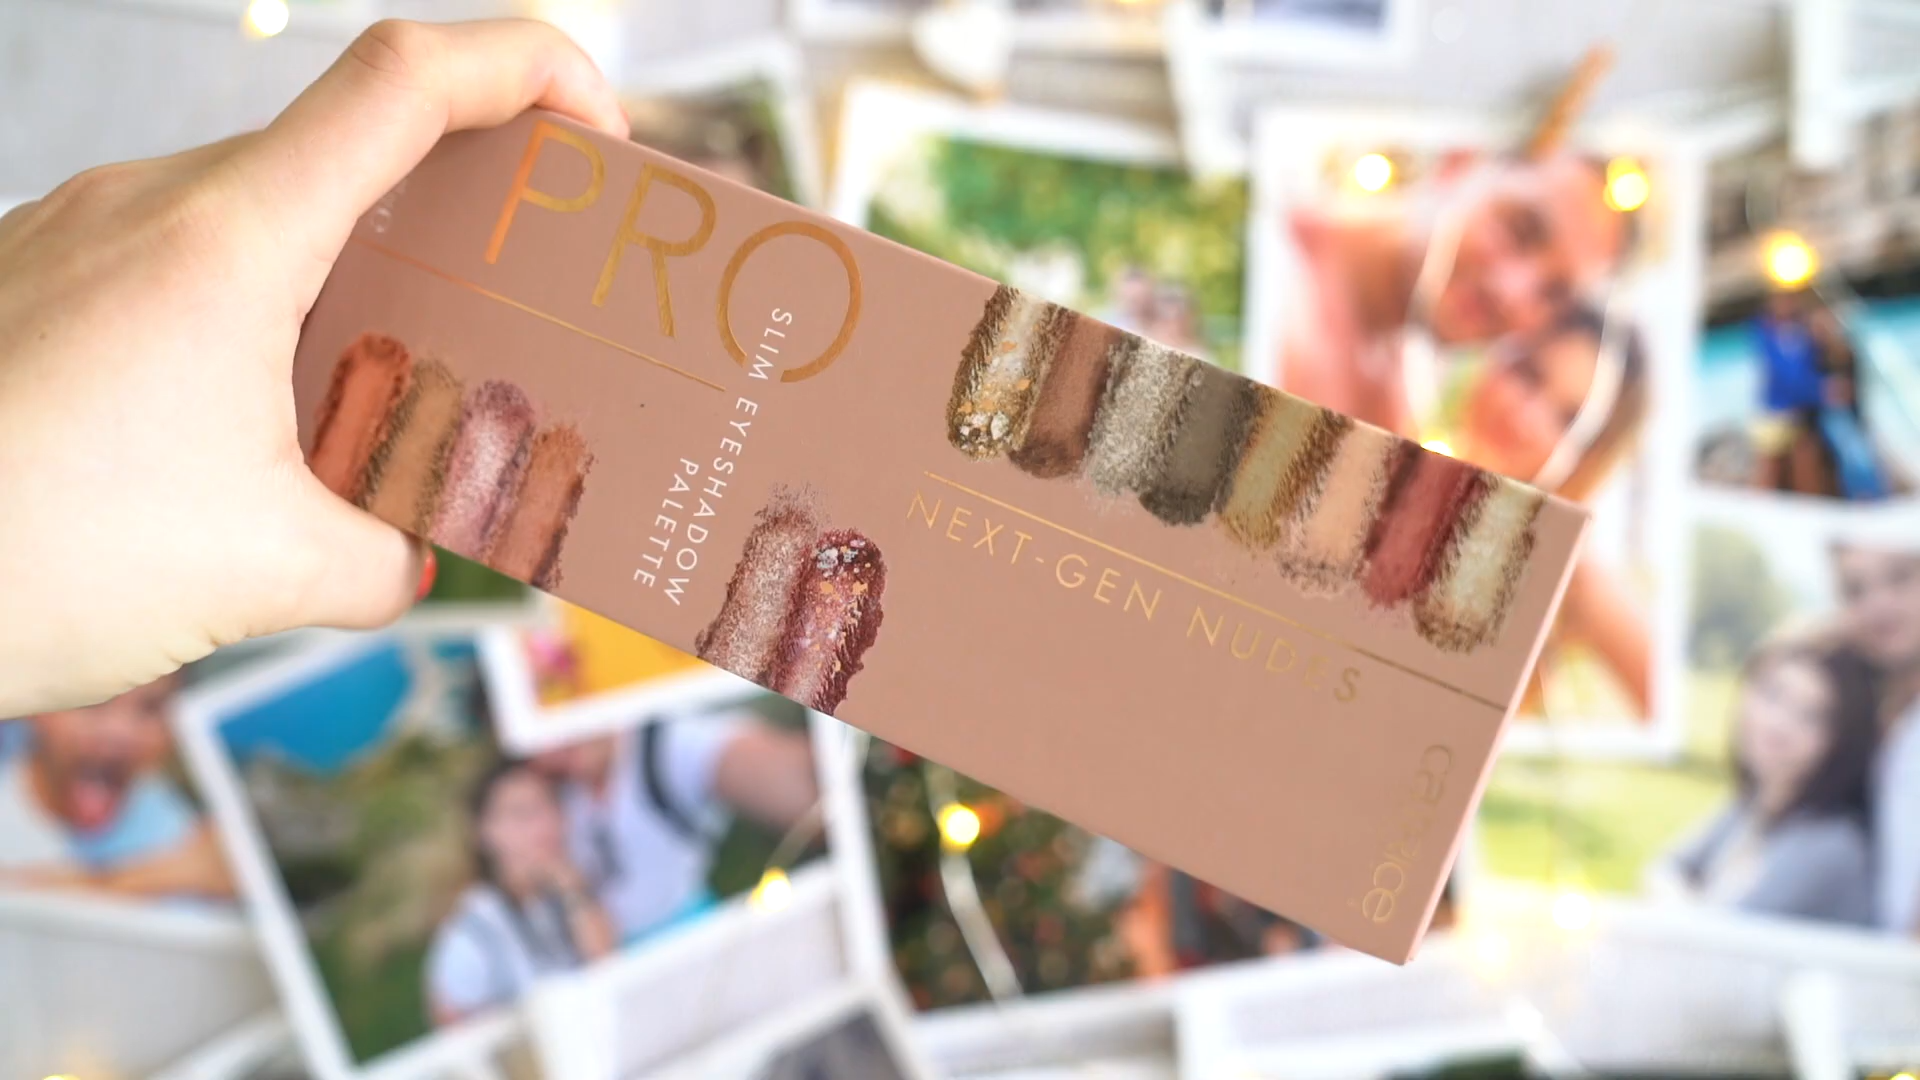 PRO
SLIM EYESHADOW
PALETTE
NEXT-GEN NUDES
CATRICE